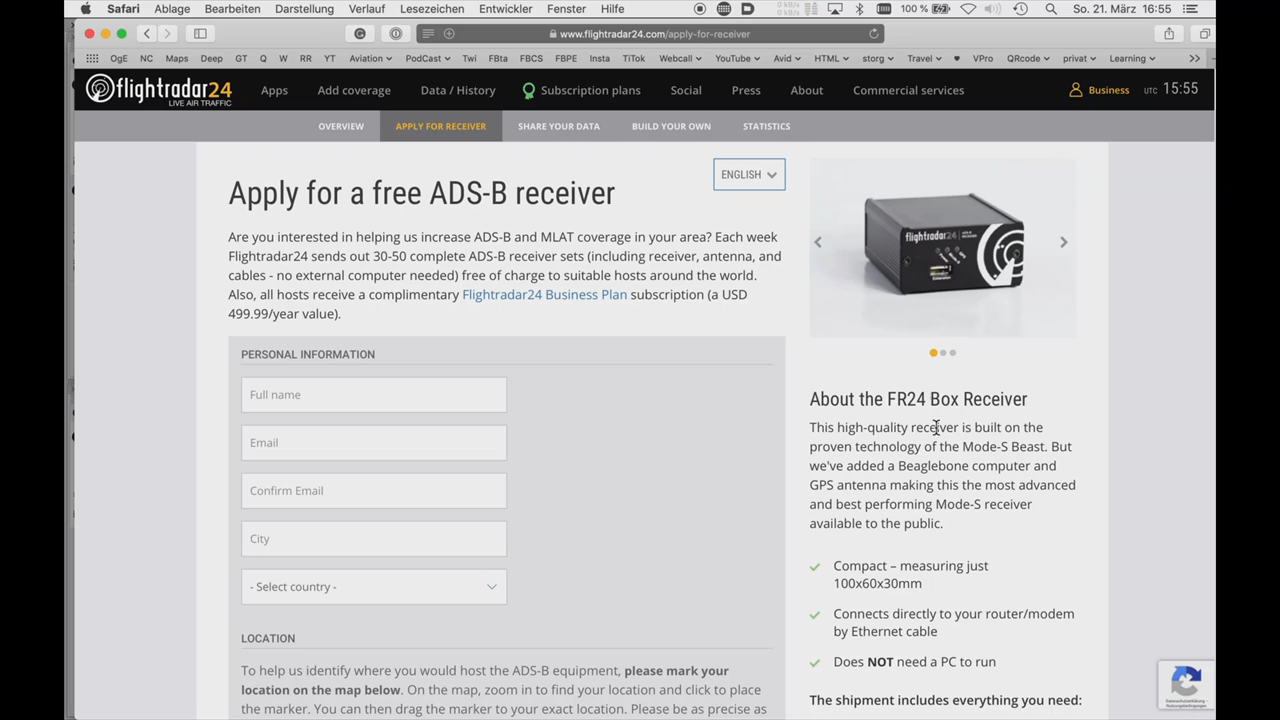 Safari Ablage Bearbeiten Darstellung Verlauf Lesezeichen Entwickler Fenster Hilfe 100 % So. 21. März 16:55
www.flightradar24.com/apply-for-receiver
OgE NC Maps Deep GT Q W RR YT Aviation PodCast Twi FBta FBCS FBPE Insta TiTok Webcall YouTube Avid HTML storg Travel VPro QRcode privat Learning
flightradar24 LIVE AIR TRAFFIC Apps Add coverage Data / History Subscription plans Social Press About Commercial services Business UTC 15:55
OVERVIEW APPLY FOR RECEIVER SHARE YOUR DATA BUILD YOUR OWN STATISTICS
ENGLISH
Apply for a free ADS-B receiver
Are you interested in helping us increase ADS-B and MLAT coverage in your area? Each week
Flightradar24 sends out 30-50 complete ADS-B receiver sets (including receiver, antenna, and
cables - no external computer needed) free of charge to suitable hosts around the world.
Also, all hosts receive a complimentary Flightradar24 Business Plan subscription (a USD
499.99/year value).
PERSONAL INFORMATION
Full name
Email
Confirm Email
City
- Select country -
LOCATION
To help us identify where you would host the ADS-B equipment, please mark your
location on the map below. On the map, zoom in to find your location and click to place
the marker. You can then drag the marker to your exact location. Please be as precise as
flightradar24
About the FR24 Box Receiver
This high-quality receiver is built on the
proven technology of the Mode-S Beast. But
we've added a Beaglebone computer and
GPS antenna making this the most advanced
and best performing Mode-S receiver
available to the public.
Compact – measuring just
100x60x30mm
Connects directly to your router/modem
by Ethernet cable
Does NOT need a PC to run
The shipment includes everything you need: